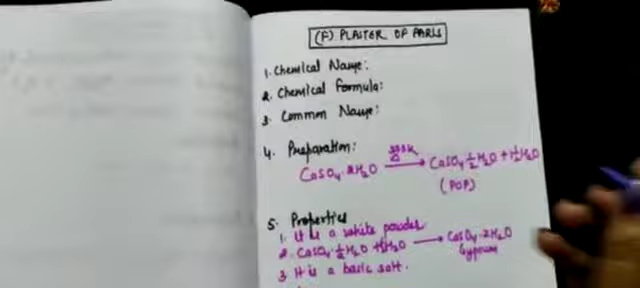 (F) PLASTER OF PARIS
1. Chemical Name:
2. Chemical Formula:
3. Common Name:
4. Preparation:
CaSO4.2H2O ⟶ CaSO4.½H2O + 1½H2O
373K
Δ
(POP)
5. Properties
1. It is a white powder
2. CaSO4.½H2O + 1½H2O ⟶ CaSO4.2H2O
Gypsum
3. It is a basic salt.